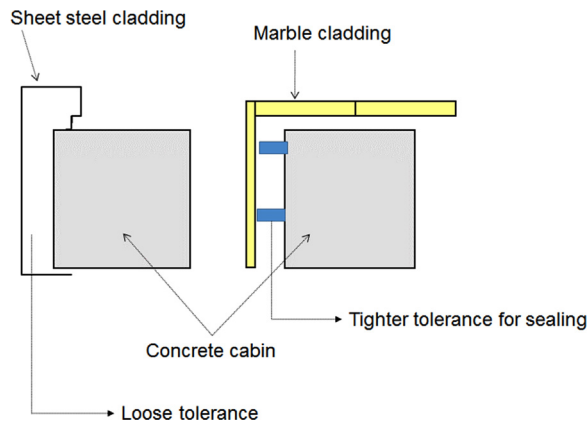 Sheet steel cladding
Marble cladding
Tighter tolerance for sealing
Concrete cabin
Loose tolerance